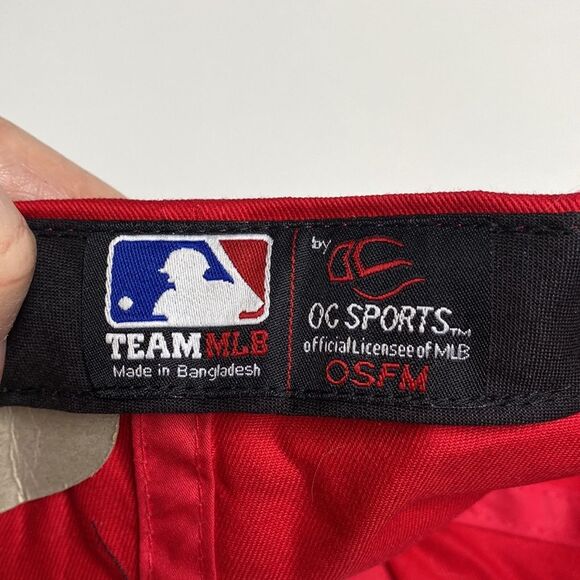 TEAM MLB
Made in Bangladesh
by
OC SPORTS™
official Licensee of MLB
OSFM